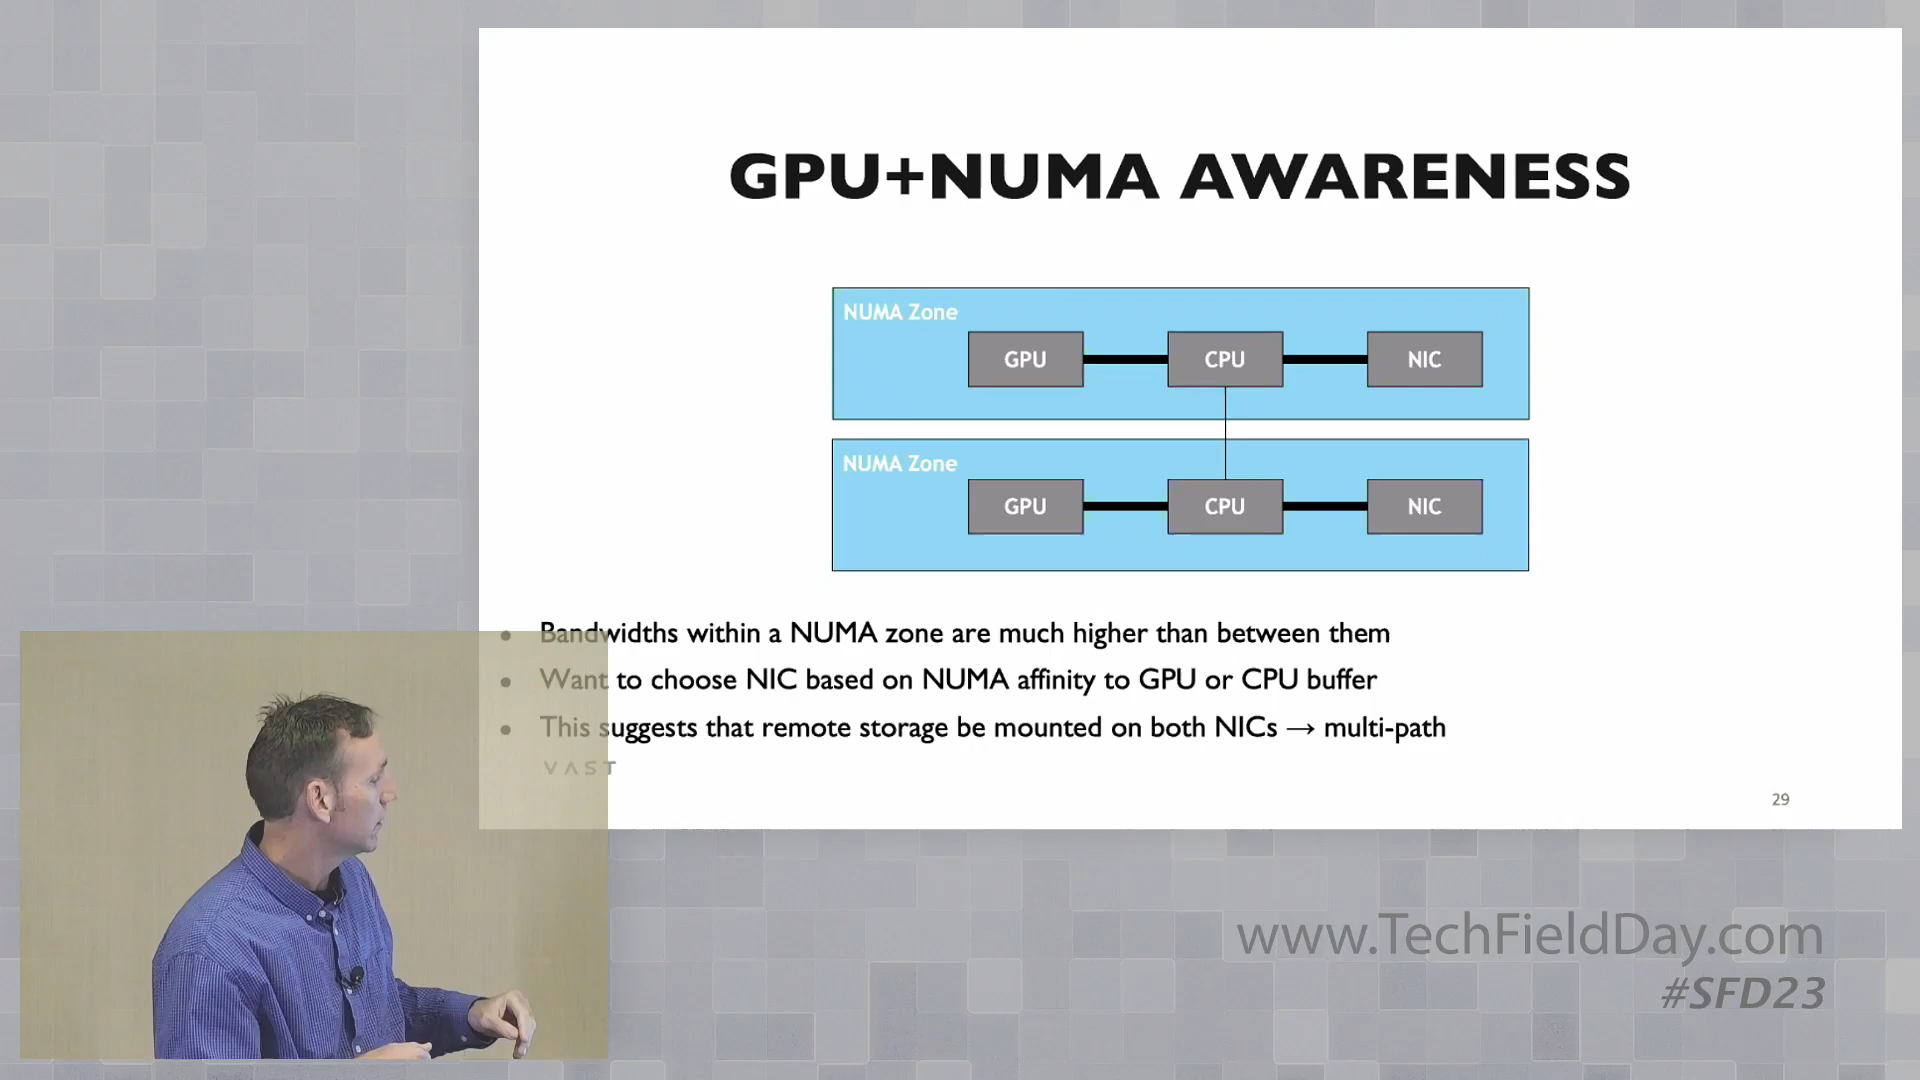 GPU+NUMA AWARENESS
NUMA Zone
GPU CPU NIC
NUMA Zone
GPU CPU NIC
• Bandwidths within a NUMA zone are much higher than between them
• Want to choose NIC based on NUMA affinity to GPU or CPU buffer
• This suggests that remote storage be mounted on both NICs → multi-path
VAST
29
www.TechFieldDay.com
#SFD23